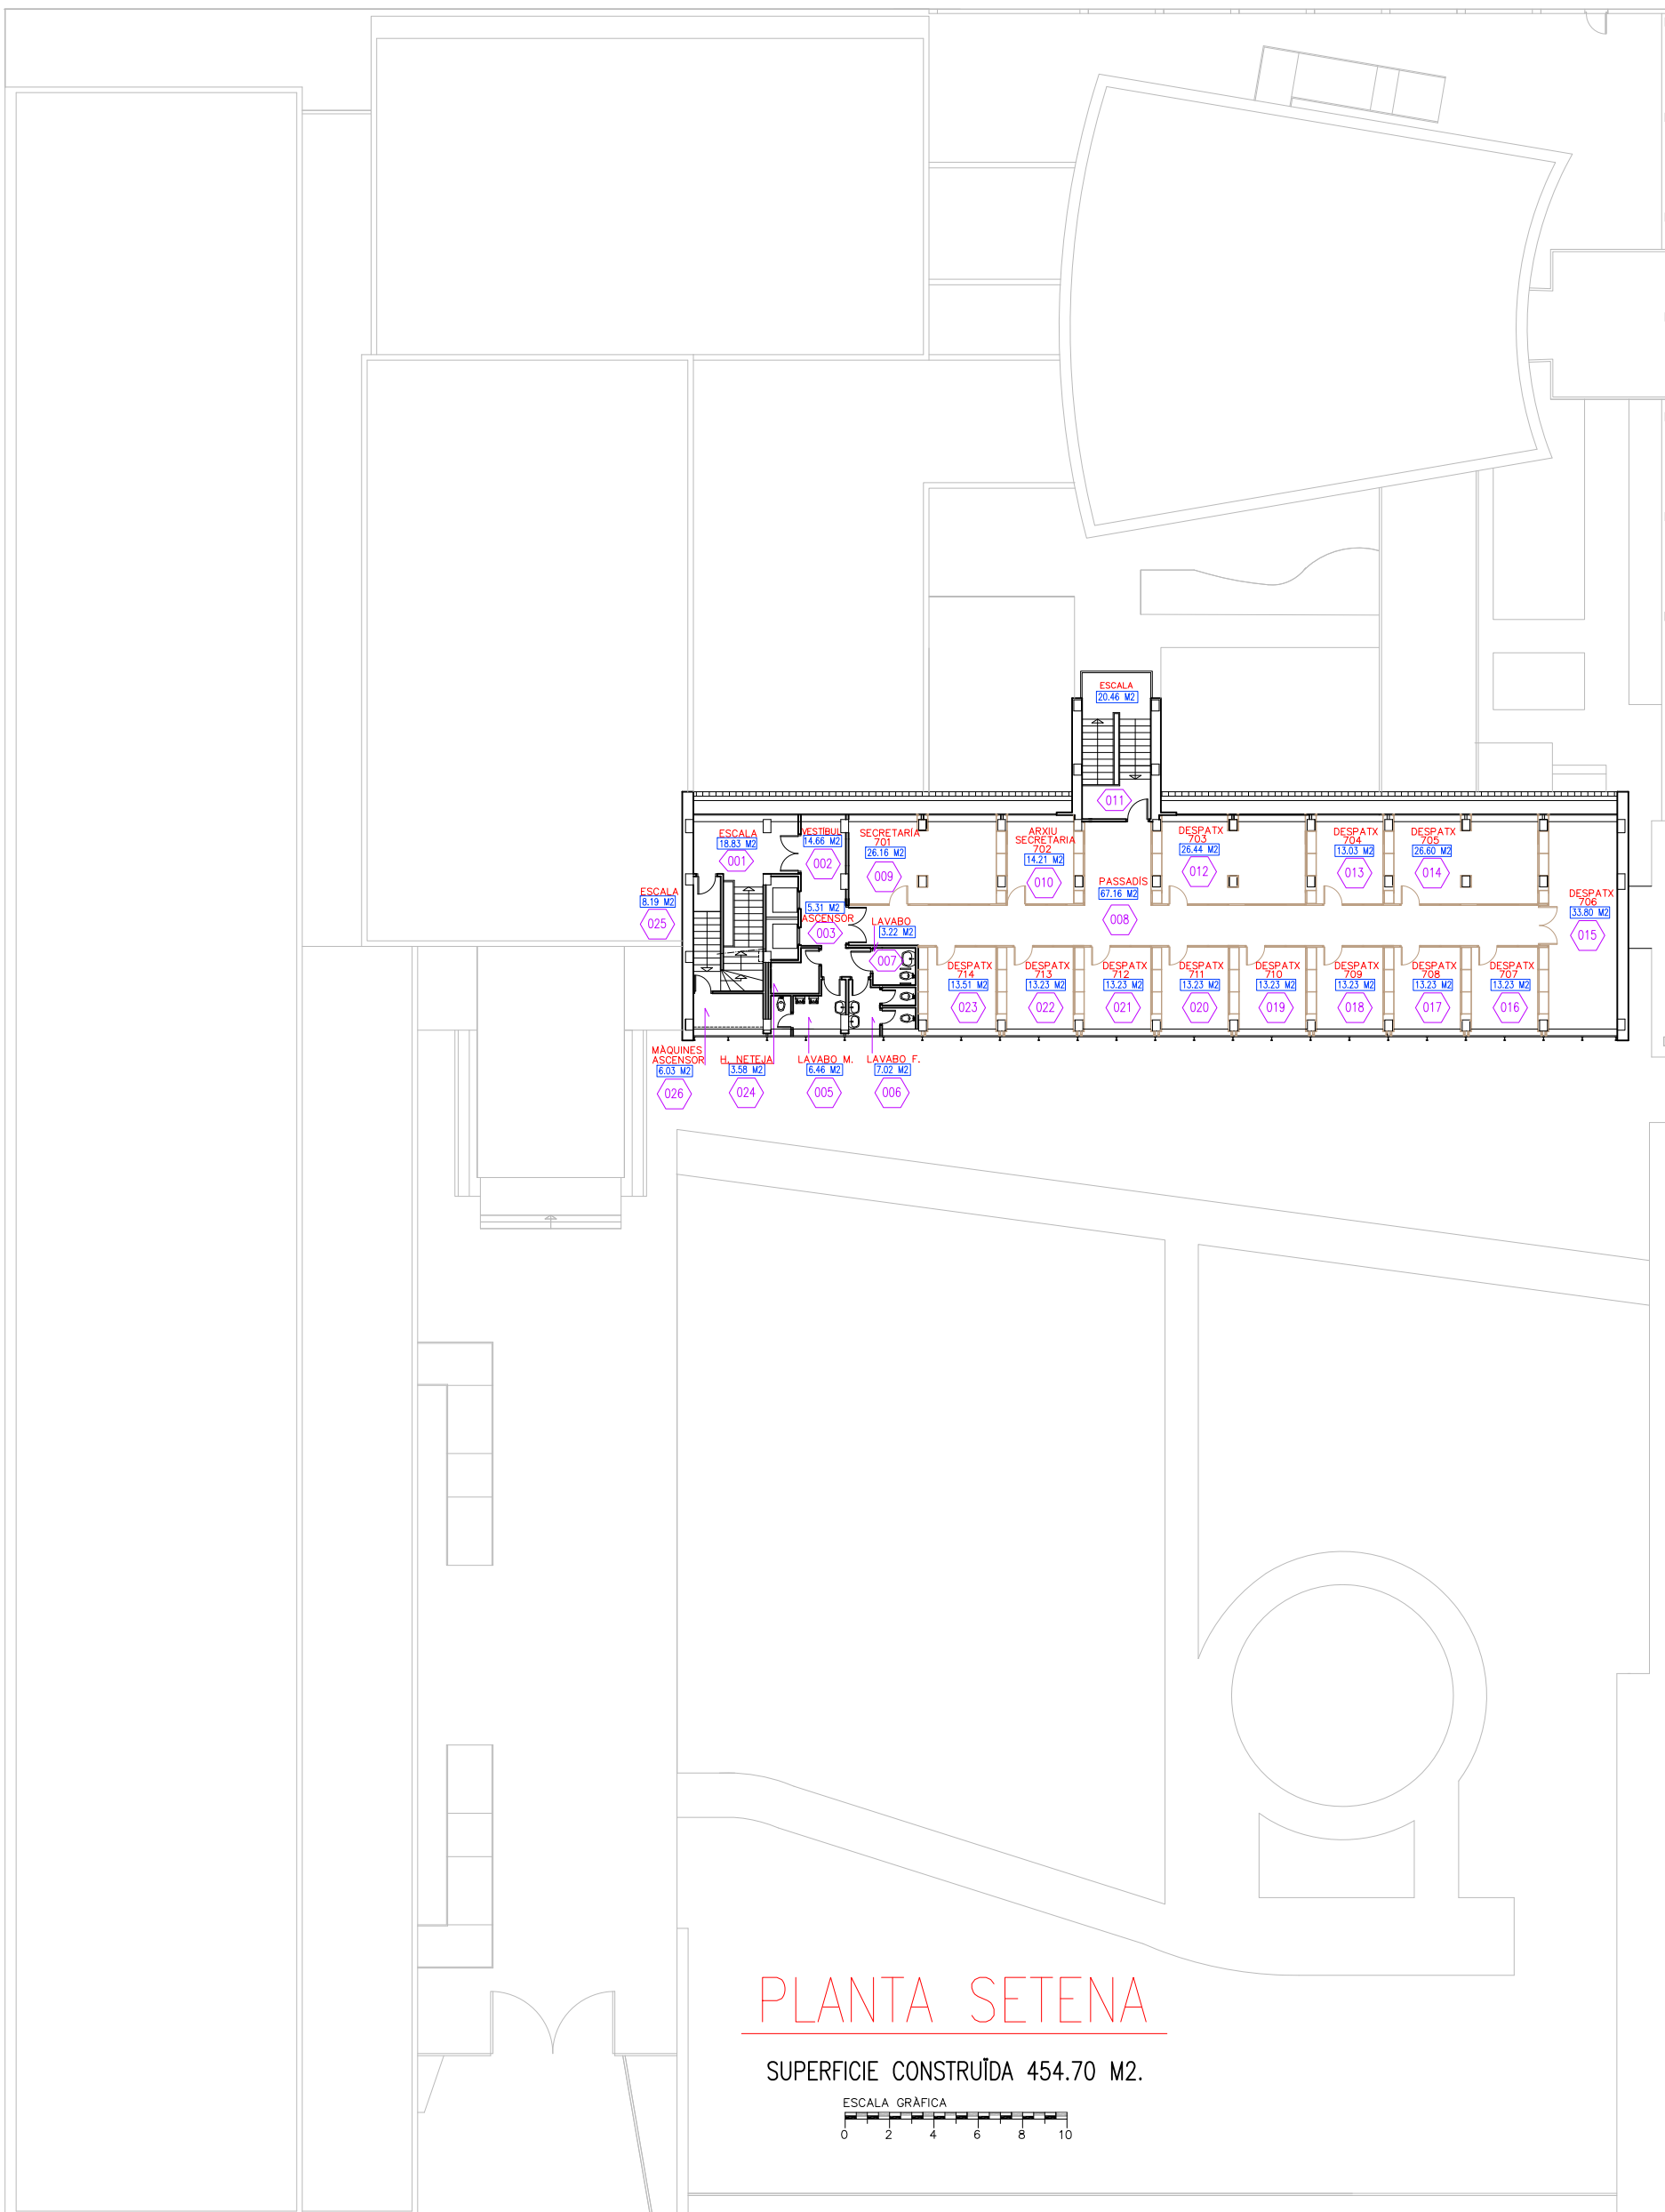 ESCALA
20.46 M2
011
ESCALA
18.83 M2
001
VESTÍBUL
14.66 M2
002
SECRETARÍA
701
26.16 M2
009
ARXIU
SECRETARIA
702
14.21 M2
010
PASSADÍS
67.16 M2
008
DESPATX
703
26.44 M2
012
DESPATX
704
13.03 M2
013
DESPATX
705
26.60 M2
014
DESPATX
706
33.80 M2
015
ESCALA
8.19 M2
025
5.31 M2
ASCENSOR
003
LAVABO
3.22 M2
007
DESPATX
714
13.51 M2
023
DESPATX
713
13.23 M2
022
DESPATX
712
13.23 M2
021
DESPATX
711
13.23 M2
020
DESPATX
710
13.23 M2
019
DESPATX
709
13.23 M2
018
DESPATX
708
13.23 M2
017
DESPATX
707
13.23 M2
016
MÀQUINES
ASCENSOR
6.03 M2
026
H. NETEJA
3.58 M2
024
LAVABO M.
6.46 M2
005
LAVABO F.
7.02 M2
006
PLANTA SETENA
SUPERFICIE CONSTRUÏDA 454.70 M2.
ESCALA GRÀFICA
0 2 4 6 8 10